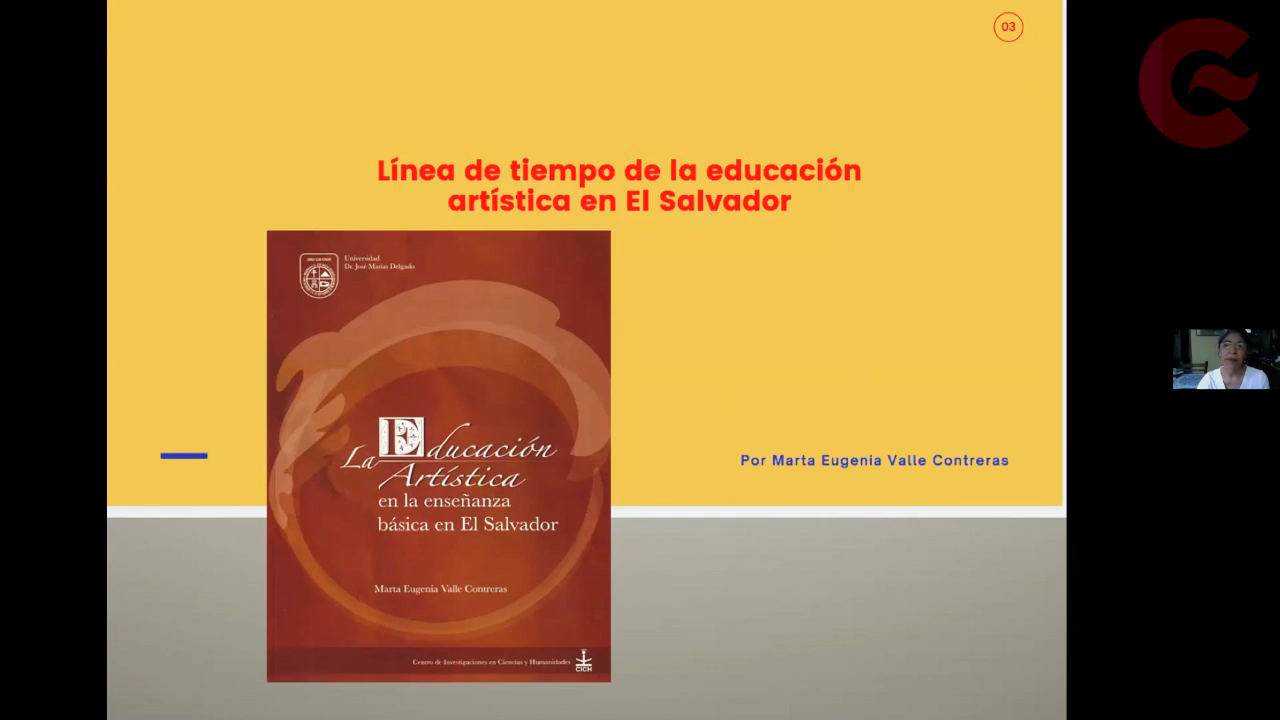 03
Línea de tiempo de la educación
artística en El Salvador
Universidad
Dr. José Matías Delgado
La Educación
Artística
en la enseñanza
básica en El Salvador
Marta Eugenia Valle Contreras
Centro de Investigaciones en Ciencias y Humanidades
CICH
Por Marta Eugenia Valle Contreras